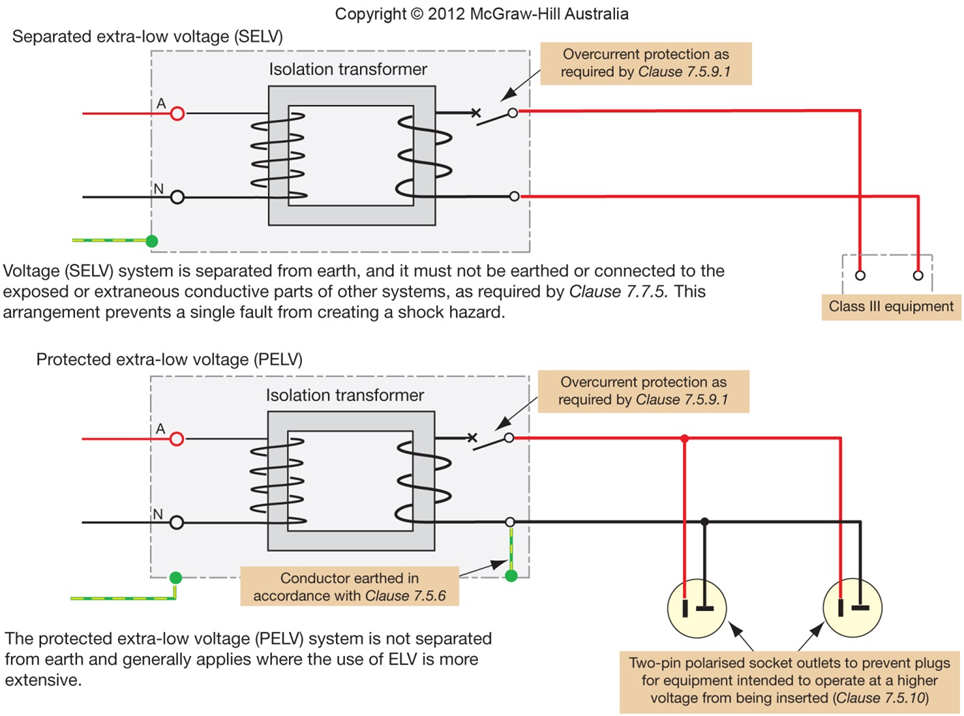 Copyright © 2012 McGraw-Hill Australia
Separated extra-low voltage (SELV)
Overcurrent protection as
required by Clause 7.5.9.1
Isolation transformer
A
N
Voltage (SELV) system is separated from earth, and it must not be earthed or connected to the
exposed or extraneous conductive parts of other systems, as required by Clause 7.7.5. This
arrangement prevents a single fault from creating a shock hazard.
Class III equipment
Protected extra-low voltage (PELV)
Overcurrent protection as
required by Clause 7.5.9.1
Isolation transformer
A
N
Conductor earthed in
accordance with Clause 7.5.6
The protected extra-low voltage (PELV) system is not separated
from earth and generally applies where the use of ELV is more
extensive.
Two-pin polarised socket outlets to prevent plugs
for equipment intended to operate at a higher
voltage from being inserted (Clause 7.5.10)